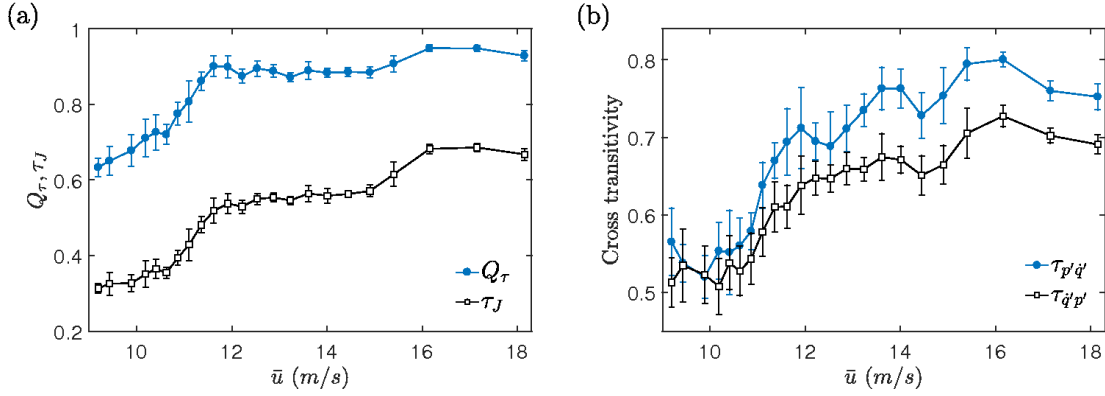 (a)
1
0.8
0.6
0.4
0.2
Q_τ, τ_J
Q_τ
τ_J
10 12 14 16 18
ū (m/s)
(b)
0.8
0.7
0.6
0.5
Cross transitivity
τ_p′q̇′
τ_q̇′p′
10 12 14 16 18
ū (m/s)